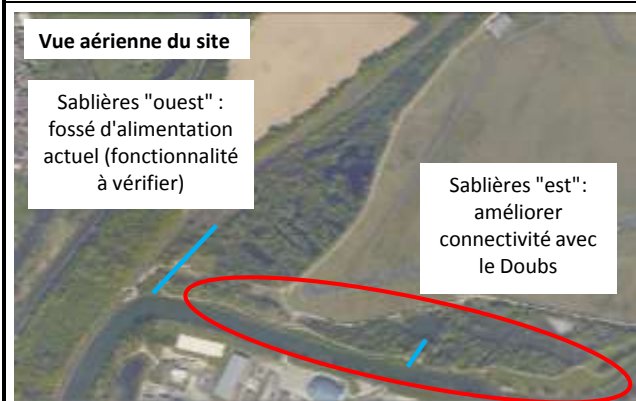 Vue aérienne du site
Sablières "ouest" :
fossé d'alimentation
actuel (fonctionnalité
à vérifier)
Sablières "est":
améliorer
connectivité avec
le Doubs